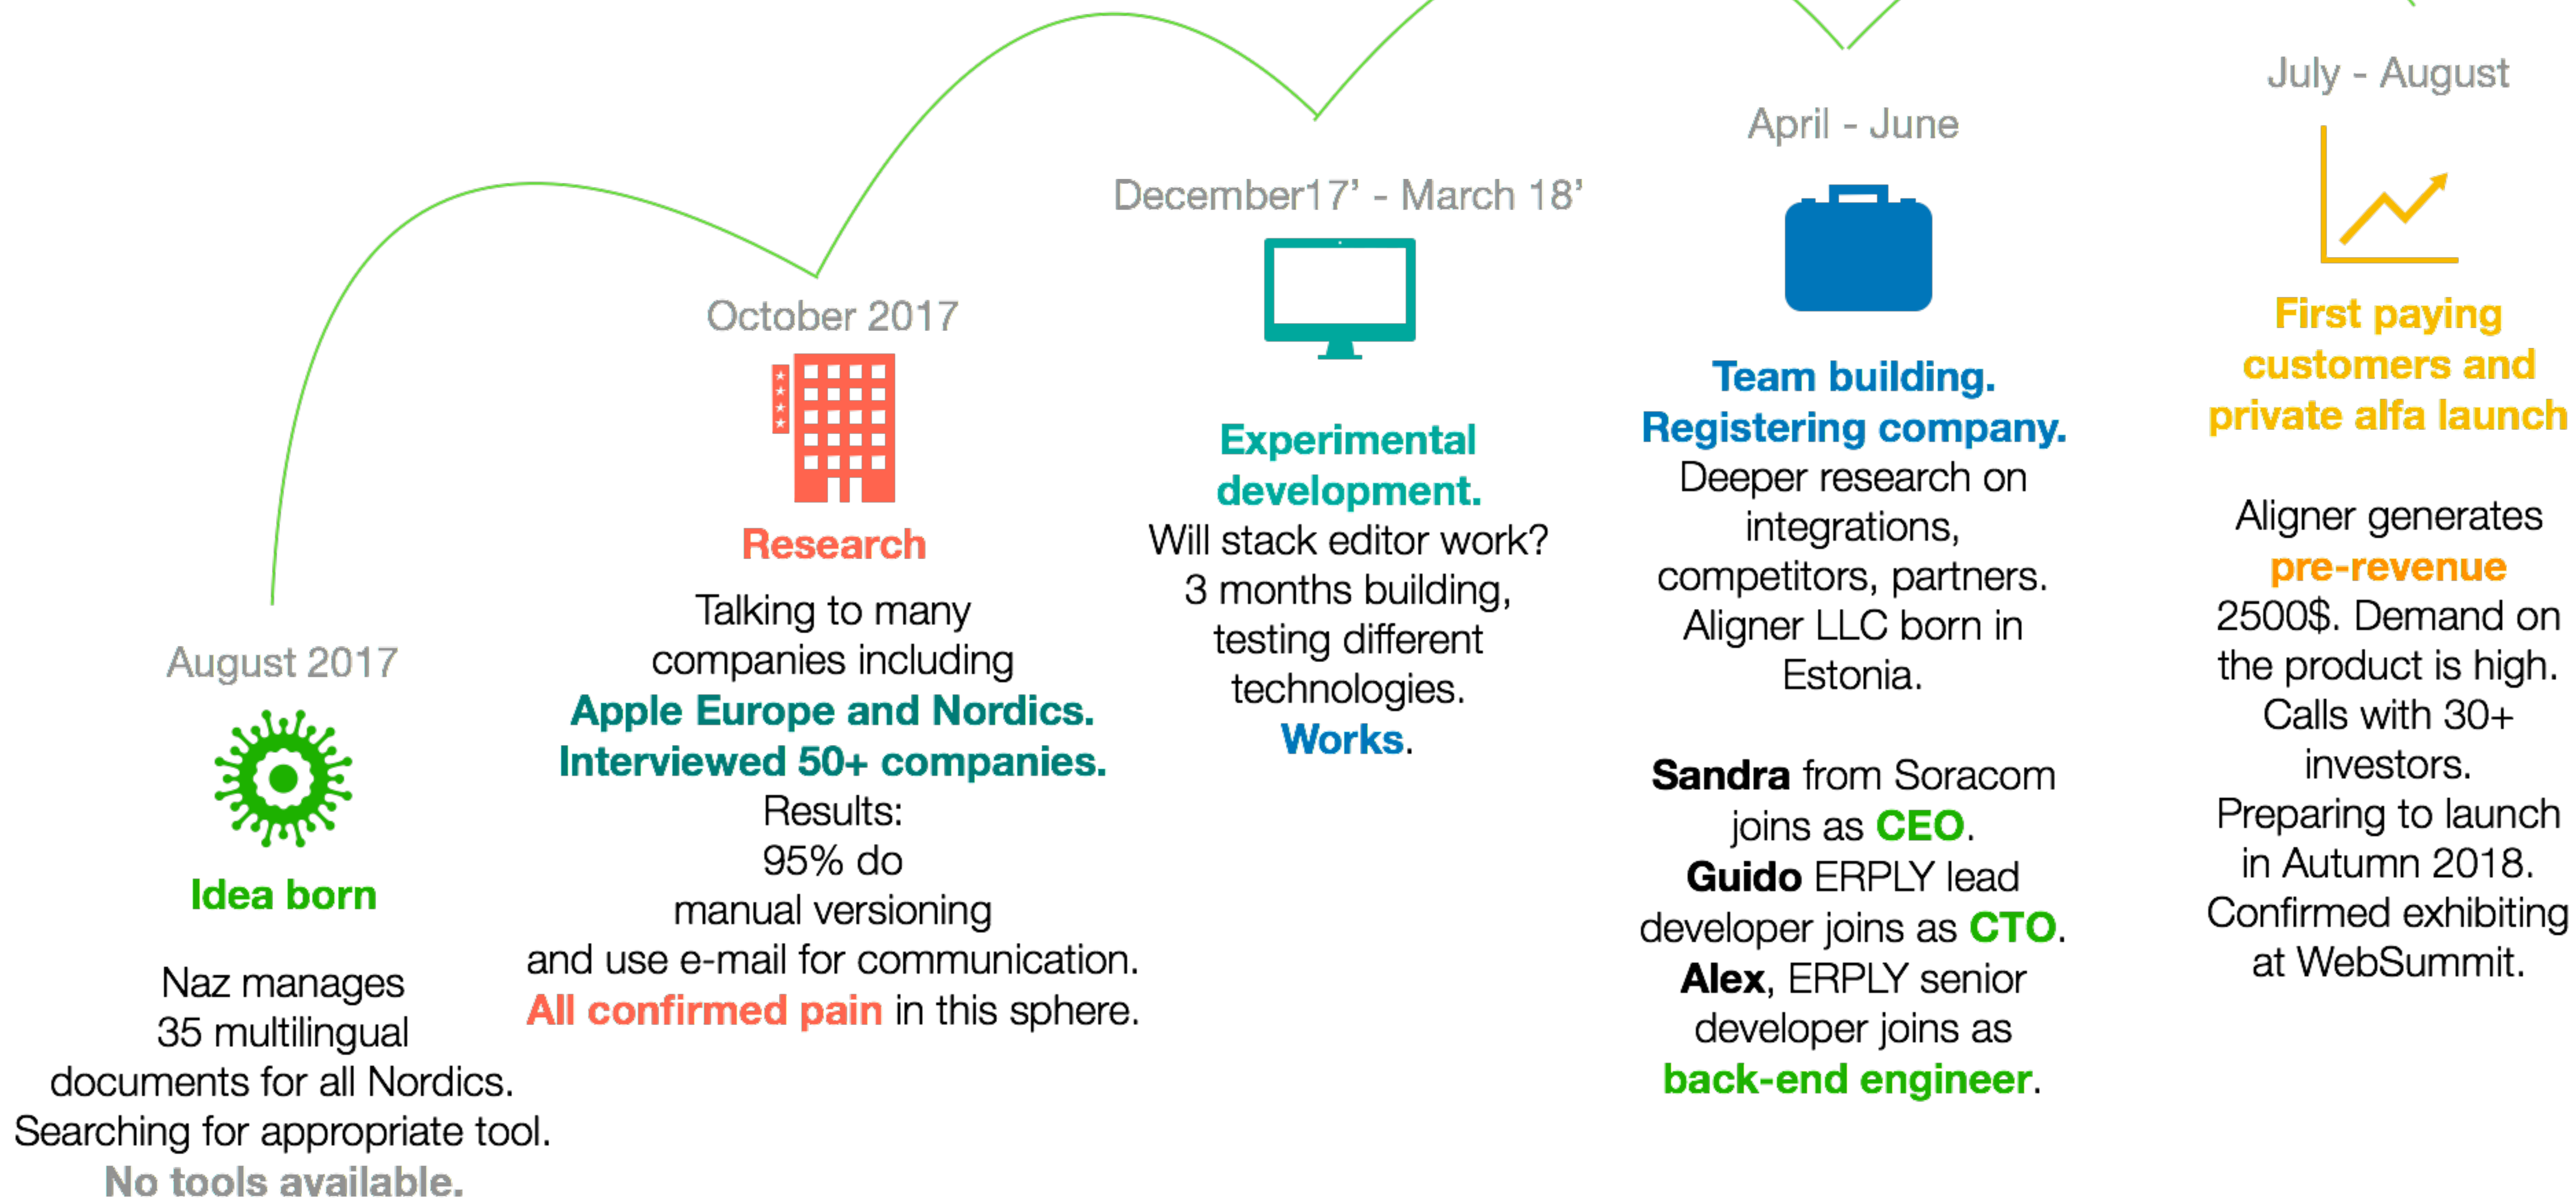 August 2017
Idea born
Naz manages
35 multilingual
documents for all Nordics.
Searching for appropriate tool.
No tools available.
October 2017
Research
Talking to many
companies including
Apple Europe and Nordics.
Interviewed 50+ companies.
Results:
95% do
manual versioning
and use e-mail for communication.
All confirmed pain in this sphere.
December17’ - March 18’
Experimental
development.
Will stack editor work?
3 months building,
testing different
technologies.
Works.
April - June
Team building.
Registering company.
Deeper research on
integrations,
competitors, partners.
Aligner LLC born in
Estonia.
Sandra from Soracom
joins as CEO.
Guido ERPLY lead
developer joins as CTO.
Alex, ERPLY senior
developer joins as
back-end engineer.
July - August
First paying
customers and
private alfa launch
Aligner generates
pre-revenue
2500$. Demand on
the product is high.
Calls with 30+
investors.
Preparing to launch
in Autumn 2018.
Confirmed exhibiting
at WebSummit.